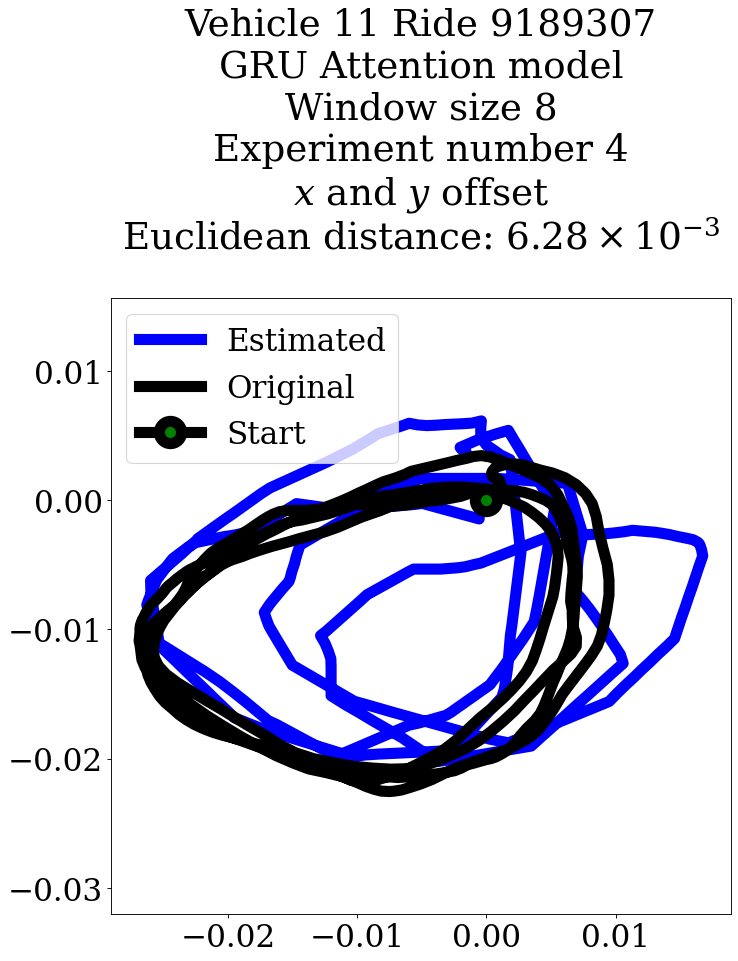 Vehicle 11 Ride 9189307
GRU Attention model
Window size 8
Experiment number 4
x and y offset
Euclidean distance: 6.28 × 10⁻³
Estimated
Original
Start
0.01
0.00
−0.01
−0.02
−0.03
−0.02 −0.01 0.00 0.01